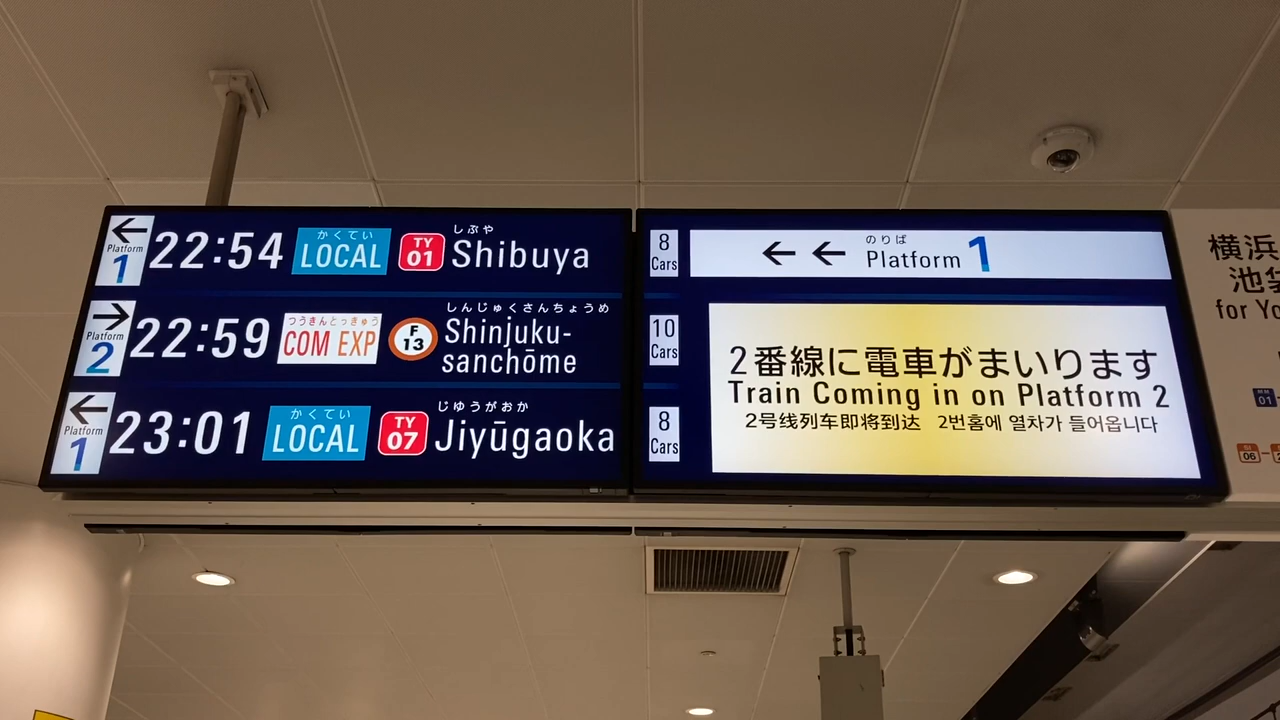 ←
Platform
1
22:54
かくてい
LOCAL
TY
01
しぶや
Shibuya
8
Cars
→
Platform
2
22:59
つうきんとっきゅう
COM EXP
F
13
しんじゅくさんちょうめ
Shinjuku-
sanchōme
10
Cars
←
Platform
1
23:01
かくてい
LOCAL
TY
07
じゆうがおか
Jiyūgaoka
8
Cars
← ← のりば
Platform 1
2番線に電車がまいります
Train Coming in on Platform 2
2号线列车即将到达 2번홈에 열차가 들어옵니다
横浜
池
for Yo
01
06